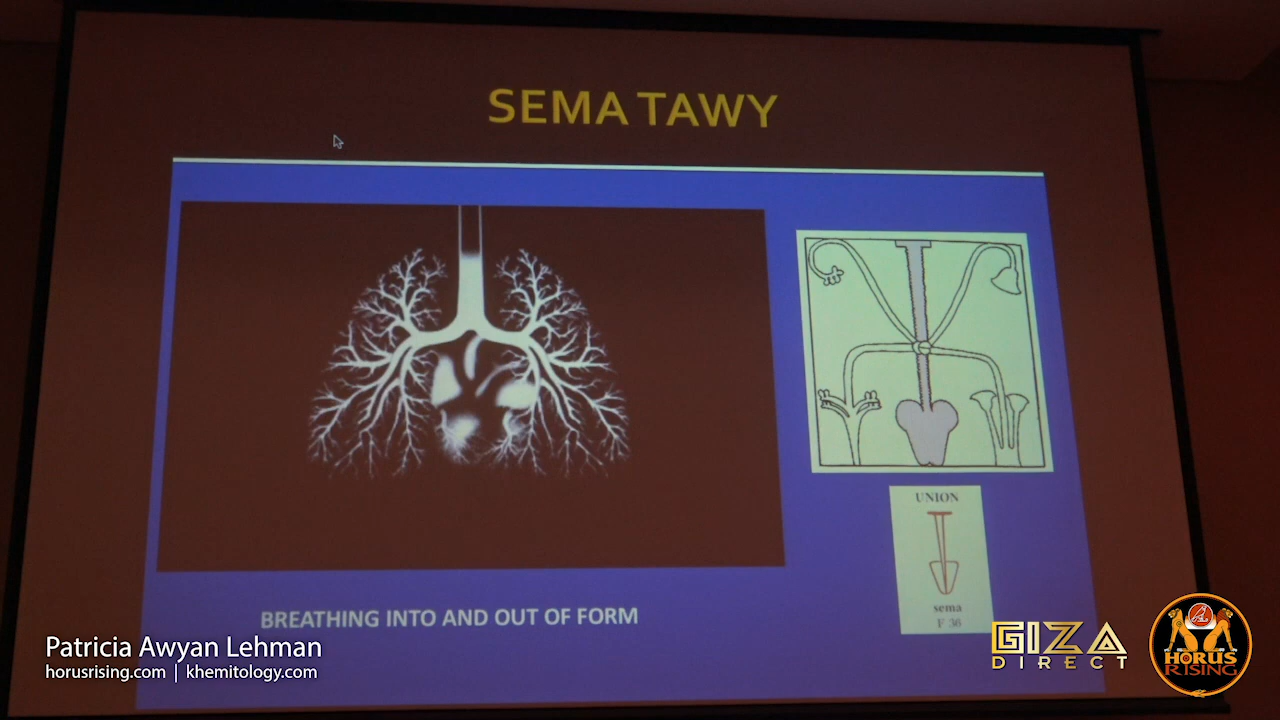 SEMA TAWY
UNION
sema
F 36
BREATHING INTO AND OUT OF FORM
Patricia Awyan Lehman
horusrising.com | khemitology.com
GIZA
DIRECT
HORUS
RISING